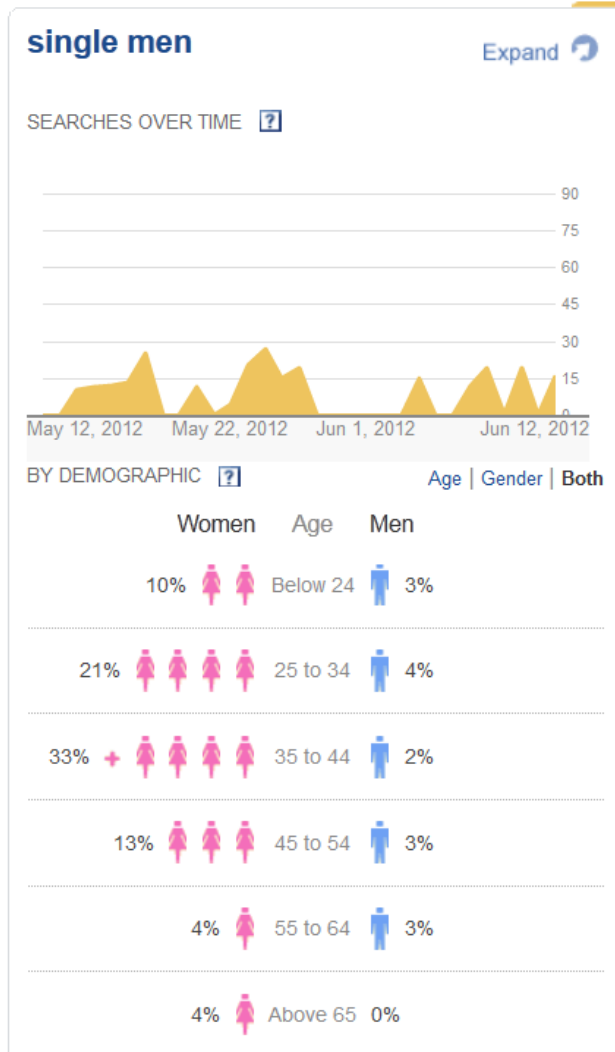 single men
Expand
SEARCHES OVER TIME ?
90
75
60
45
30
15
0
May 12, 2012 May 22, 2012 Jun 1, 2012 Jun 12, 2012
BY DEMOGRAPHIC ? Age | Gender | Both
Women Age Men
10% Below 24 3%
21% 25 to 34 4%
33% + 35 to 44 2%
13% 45 to 54 3%
4% 55 to 64 3%
4% Above 65 0%